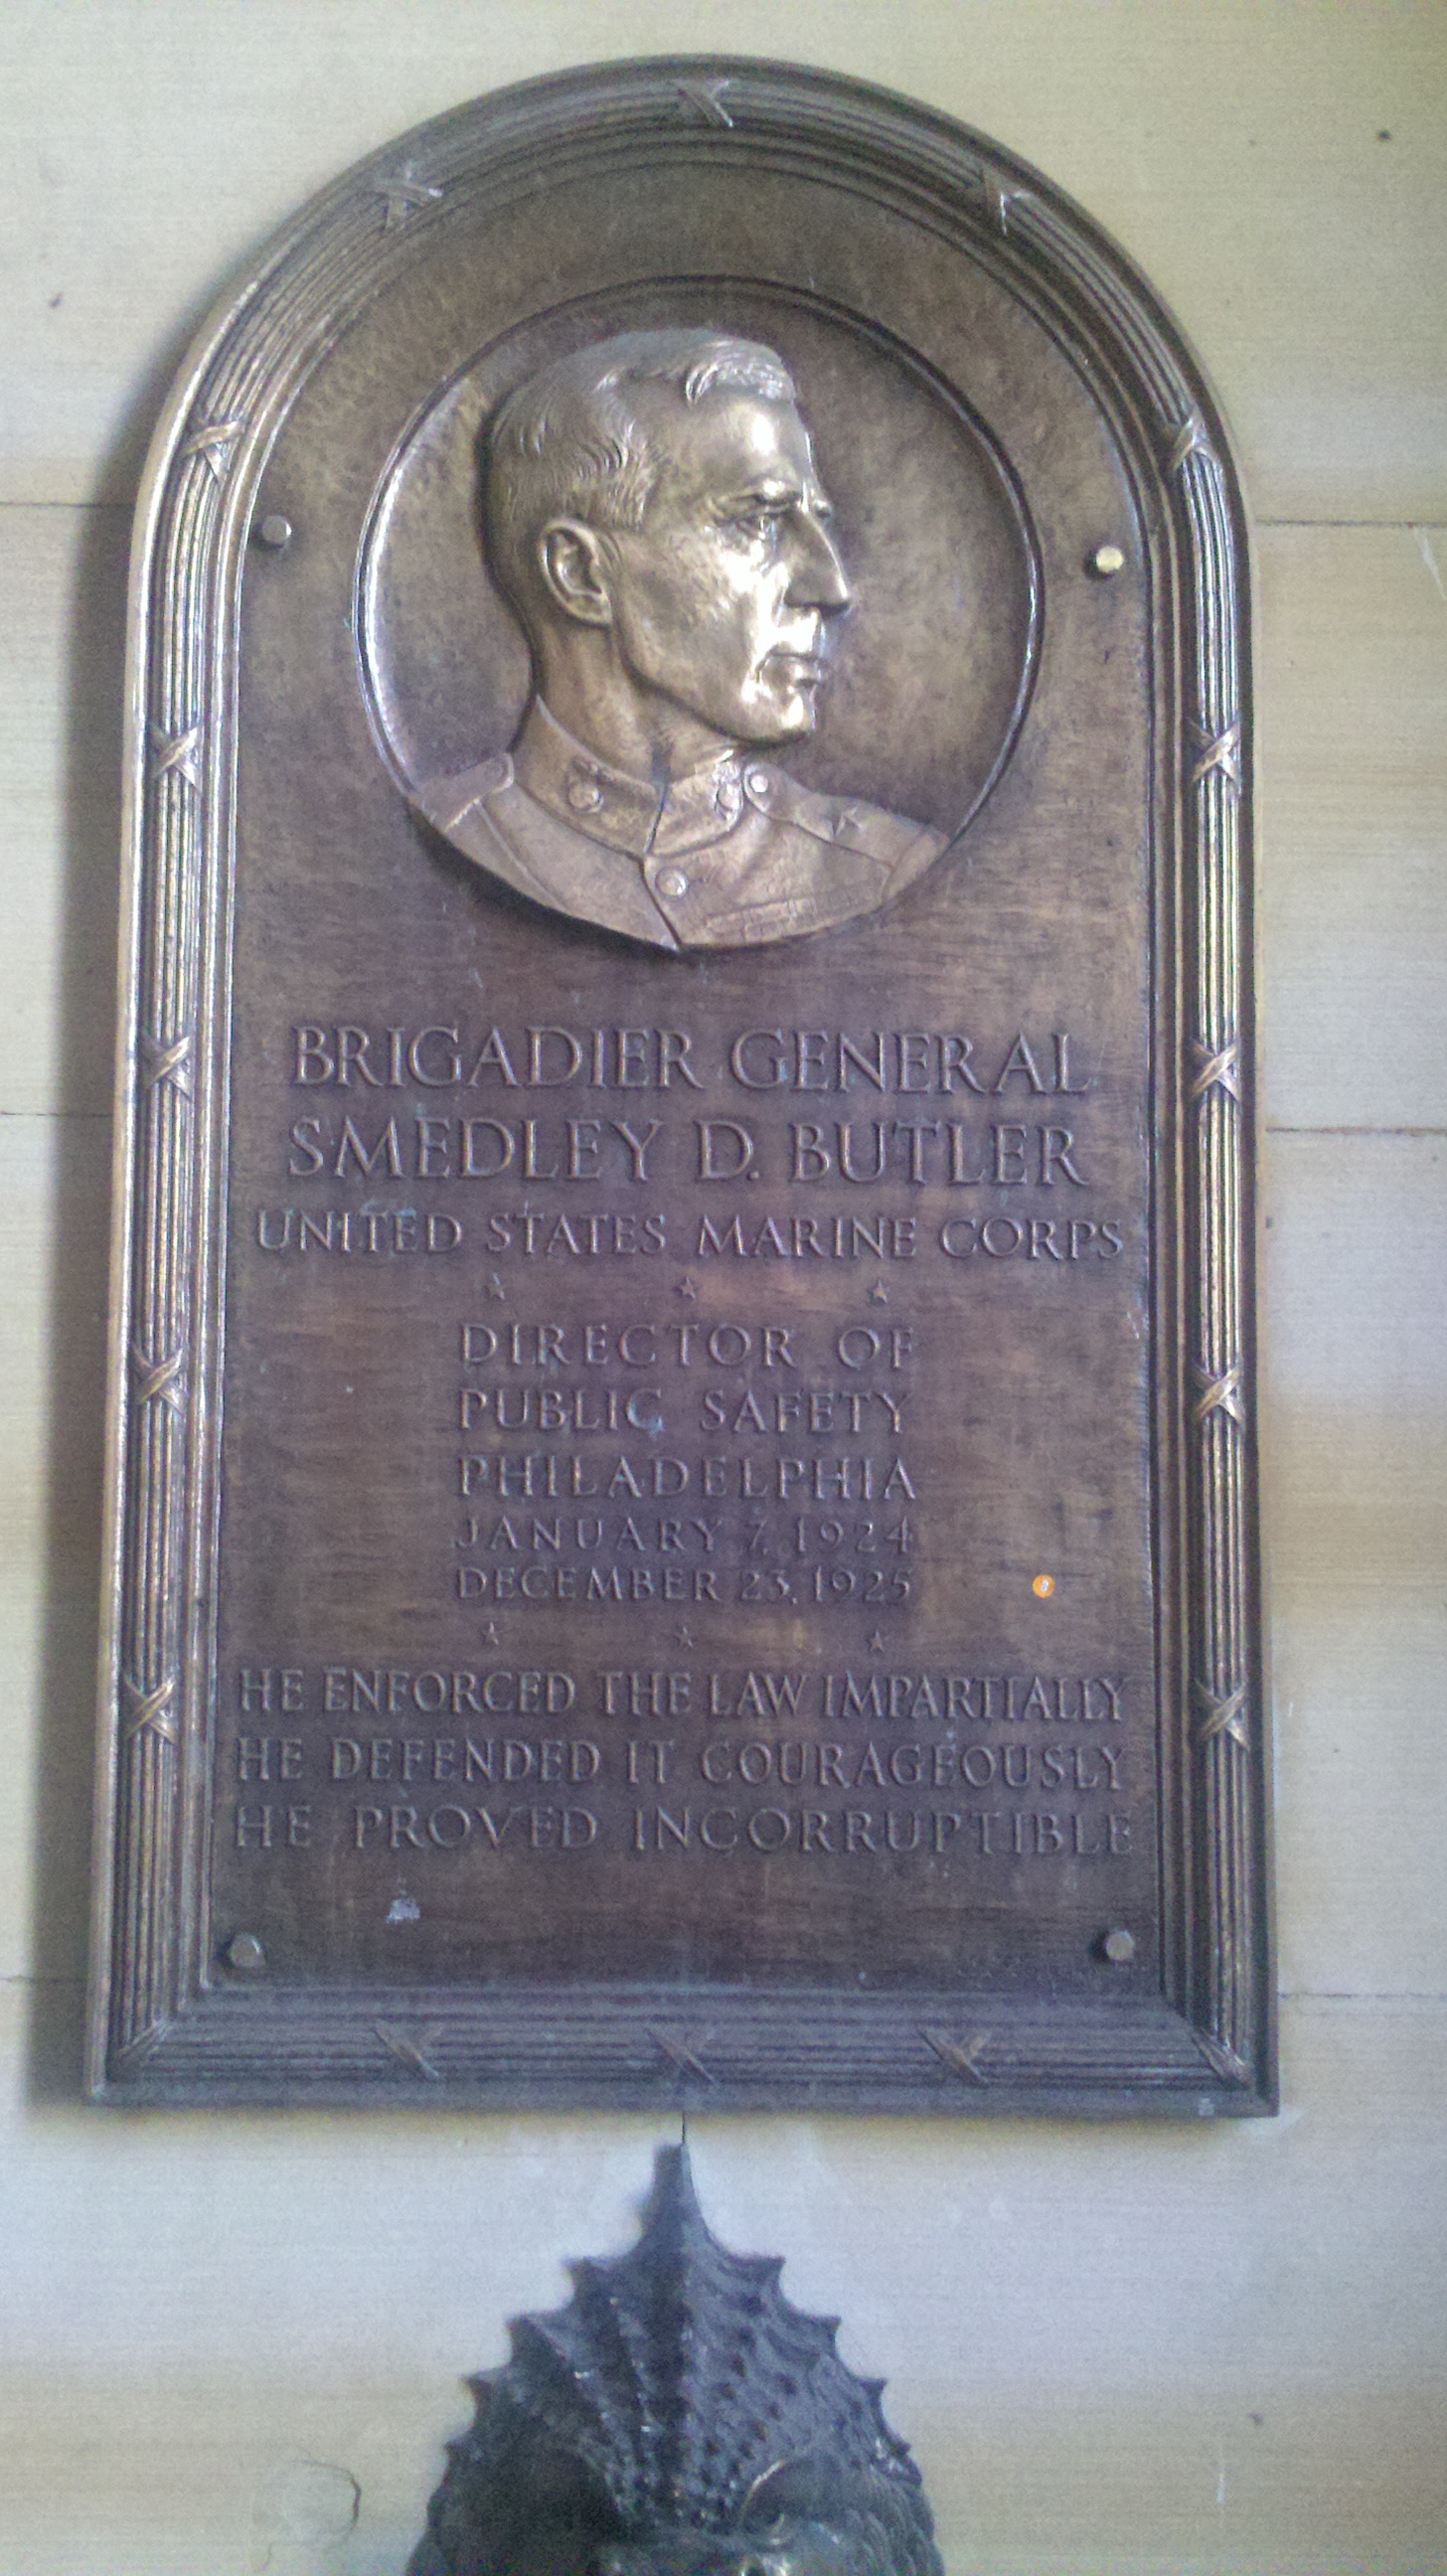 BRIGADIER GENERAL
SMEDLEY D. BUTLER
UNITED STATES MARINE CORPS
DIRECTOR OF
PUBLIC SAFETY
PHILADELPHIA
JANUARY 7, 1924
DECEMBER 23, 1925
HE ENFORCED THE LAW IMPARTIALLY
HE DEFENDED IT COURAGEOUSLY
HE PROVED INCORRUPTIBLE